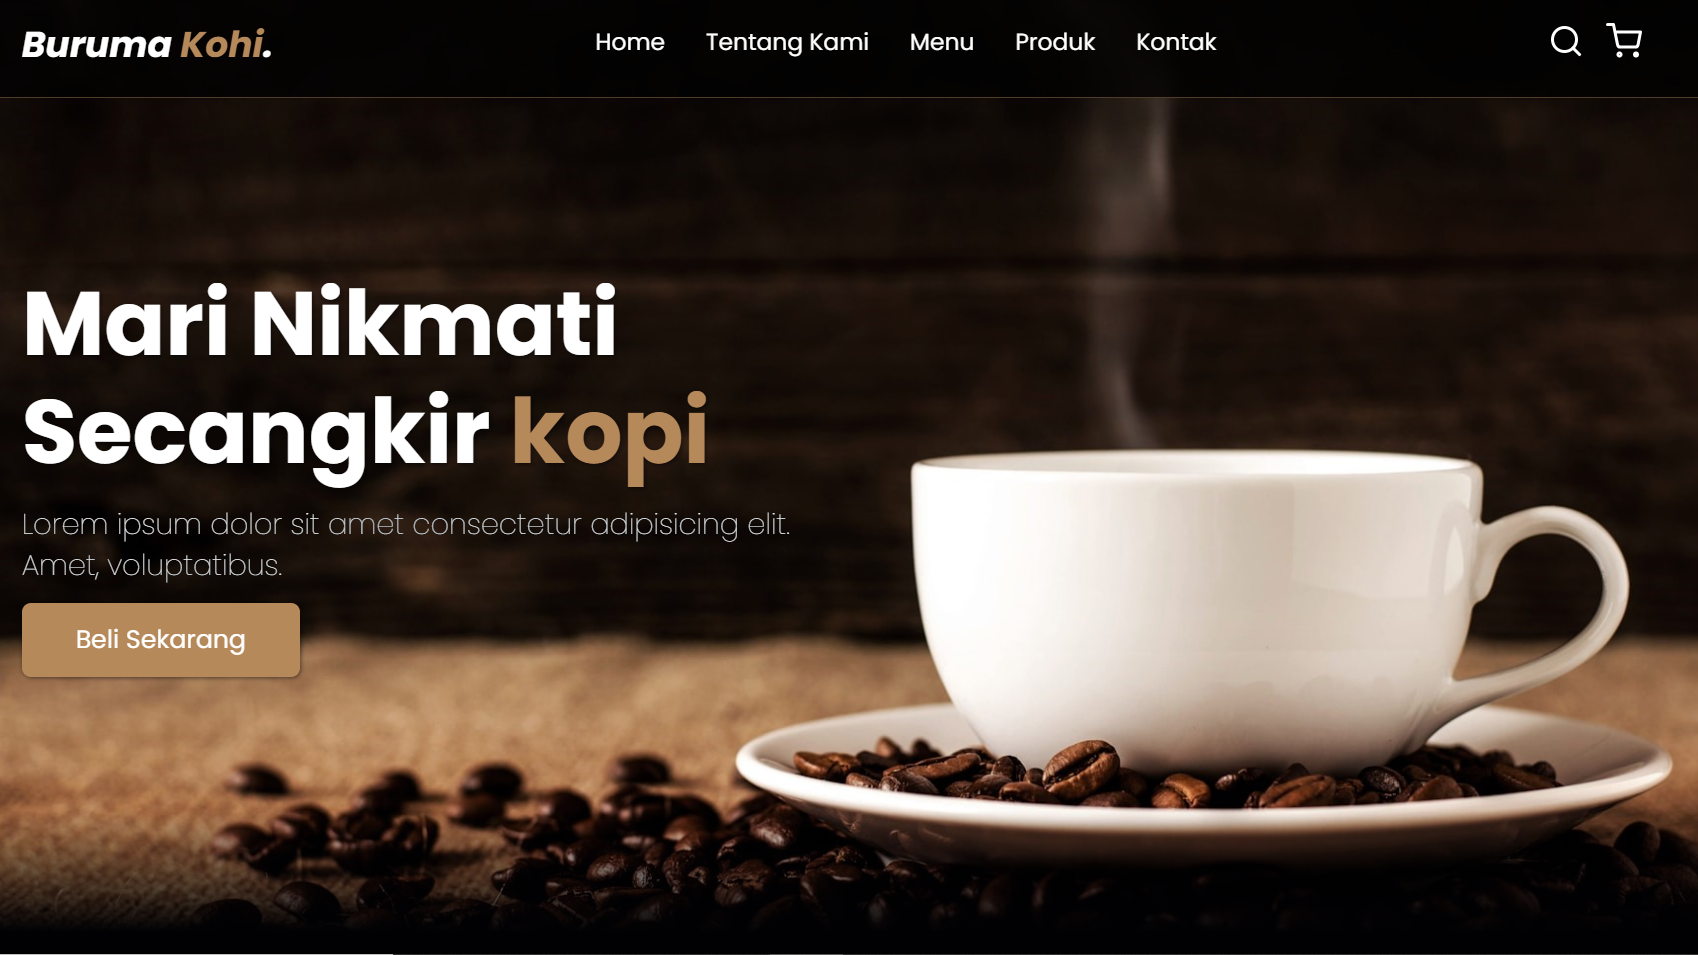 Buruma Kohi.
Home Tentang Kami Menu Produk Kontak
Mari Nikmati
Secangkir kopi
Lorem ipsum dolor sit amet consectetur adipisicing elit.
Amet, voluptatibus.
Beli Sekarang